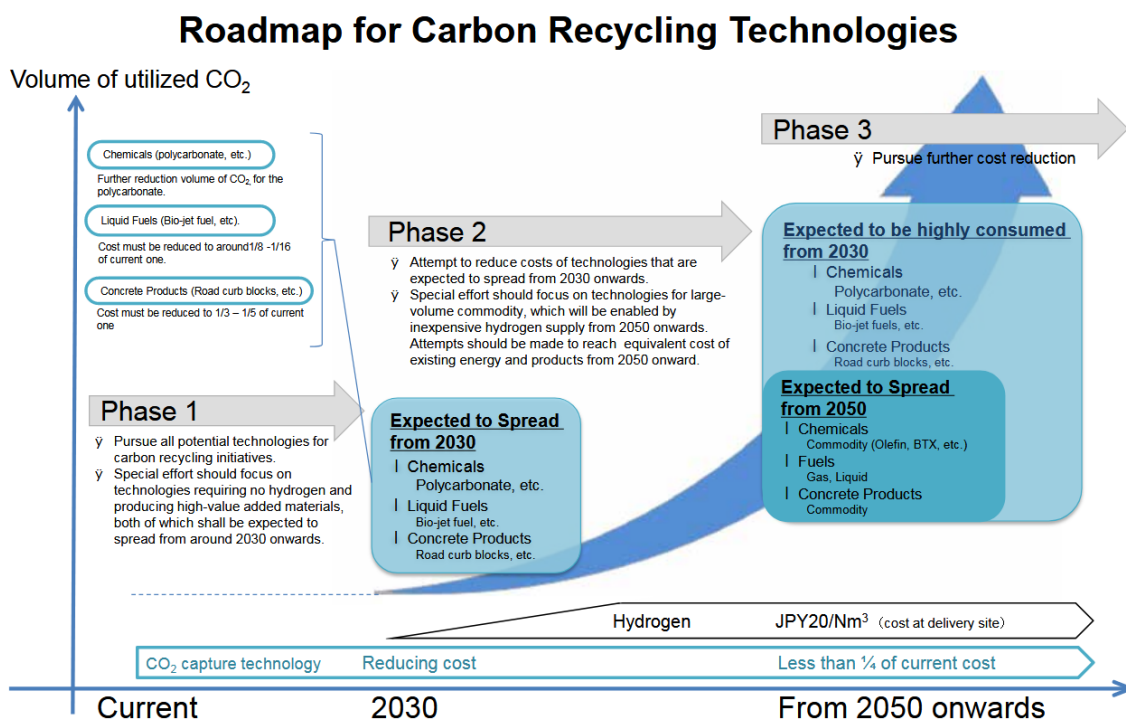 Roadmap for Carbon Recycling Technologies
Volume of utilized CO₂
Chemicals (polycarbonate, etc.)
Further reduction volume of CO₂, for the
polycarbonate.
Liquid Fuels (Bio-jet fuel, etc).
Cost must be reduced to around1/8 -1/16
of current one.
Concrete Products (Road curb blocks, etc.)
Cost must be reduced to 1/3 – 1/5 of current
one
Phase 1
ÿ Pursue all potential technologies for
carbon recycling initiatives.
ÿ Special effort should focus on
technologies requiring no hydrogen and
producing high-value added materials,
both of which shall be expected to
spread from around 2030 onwards.
Phase 2
ÿ Attempt to reduce costs of technologies that are
expected to spread from 2030 onwards.
ÿ Special effort should focus on technologies for large-
volume commodity, which will be enabled by
inexpensive hydrogen supply from 2050 onwards.
Attempts should be made to reach equivalent cost of
existing energy and products from 2050 onward.
Expected to Spread
from 2030
l Chemicals
Polycarbonate, etc.
l Liquid Fuels
Bio-jet fuel, etc.
l Concrete Products
Road curb blocks, etc.
Phase 3
ÿ Pursue further cost reduction
Expected to be highly consumed
from 2030
l Chemicals
Polycarbonate, etc.
l Liquid Fuels
Bio-jet fuels, etc.
l Concrete Products
Road curb blocks, etc.
Expected to Spread
from 2050
l Chemicals
Commodity (Olefin, BTX, etc.)
l Fuels
Gas, Liquid
l Concrete Products
Commodity
Hydrogen JPY20/Nm³ (cost at delivery site)
CO₂ capture technology Reducing cost Less than ¼ of current cost
Current 2030 From 2050 onwards